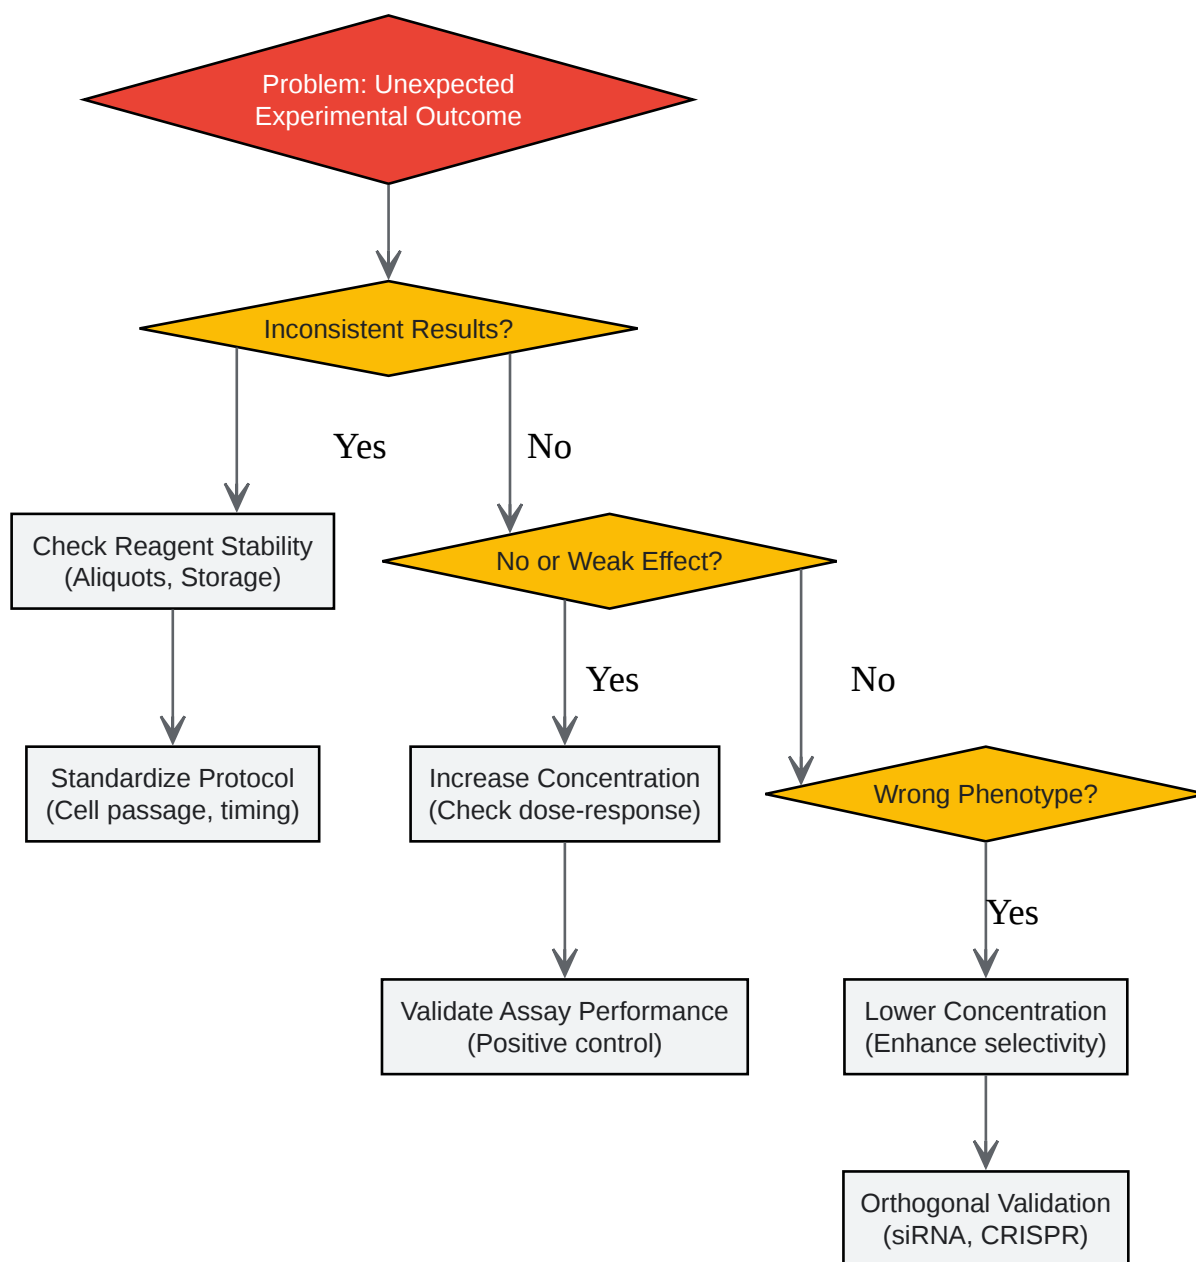 Problem: Unexpected
Experimental Outcome
Inconsistent Results?
Yes
No
Check Reagent Stability
(Aliquots, Storage)
No or Weak Effect?
Yes
No
Standardize Protocol
(Cell passage, timing)
Increase Concentration
(Check dose-response)
Wrong Phenotype?
Yes
Validate Assay Performance
(Positive control)
Lower Concentration
(Enhance selectivity)
Orthogonal Validation
(siRNA, CRISPR)